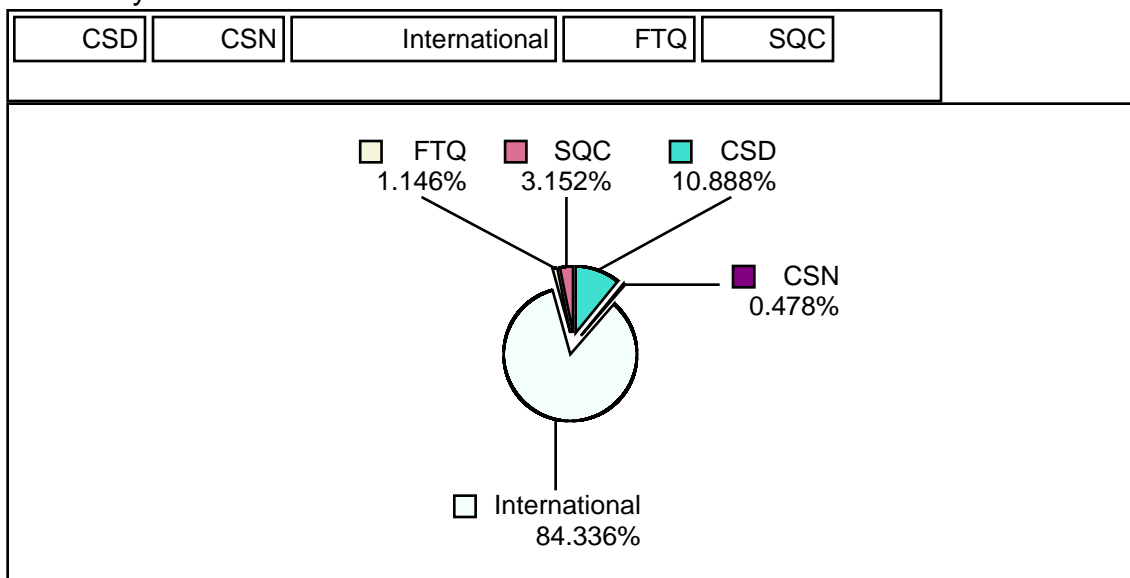 CSD CSN International FTQ SQC
FTQ SQC CSD
1.146% 3.152% 10.888%
CSN
0.478%
International
84.336%